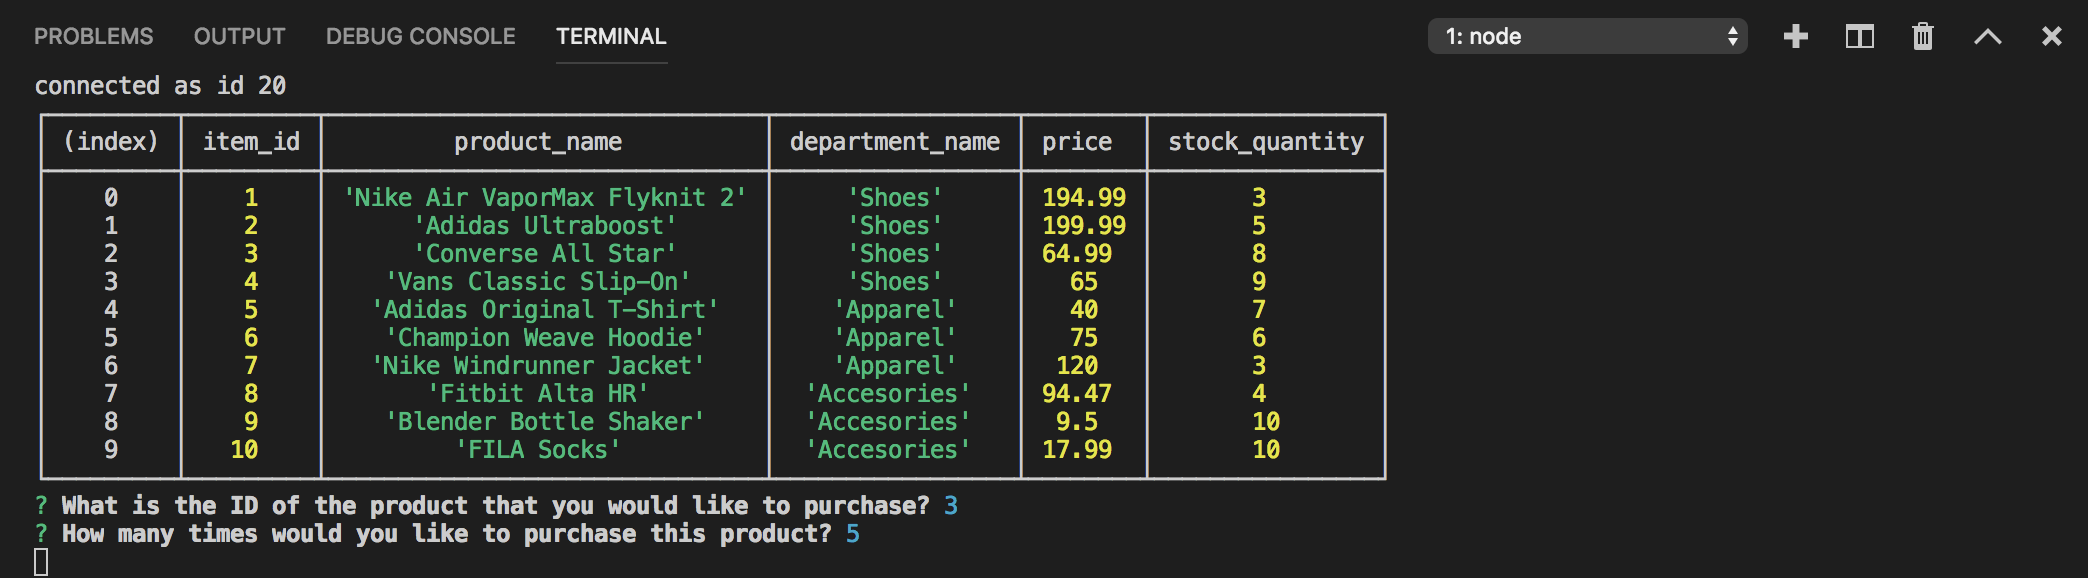 PROBLEMS OUTPUT DEBUG CONSOLE TERMINAL 1: node
connected as id 20
(index) item_id product_name department_name price stock_quantity
0 1 'Nike Air VaporMax Flyknit 2' 'Shoes' 194.99 3
1 2 'Adidas Ultraboost' 'Shoes' 199.99 5
2 3 'Converse All Star' 'Shoes' 64.99 8
3 4 'Vans Classic Slip-On' 'Shoes' 65 9
4 5 'Adidas Original T-Shirt' 'Apparel' 40 7
5 6 'Champion Weave Hoodie' 'Apparel' 75 6
6 7 'Nike Windrunner Jacket' 'Apparel' 120 3
7 8 'Fitbit Alta HR' 'Accesories' 94.47 4
8 9 'Blender Bottle Shaker' 'Accesories' 9.5 10
9 10 'FILA Socks' 'Accesories' 17.99 10
? What is the ID of the product that you would like to purchase? 3
? How many times would you like to purchase this product? 5